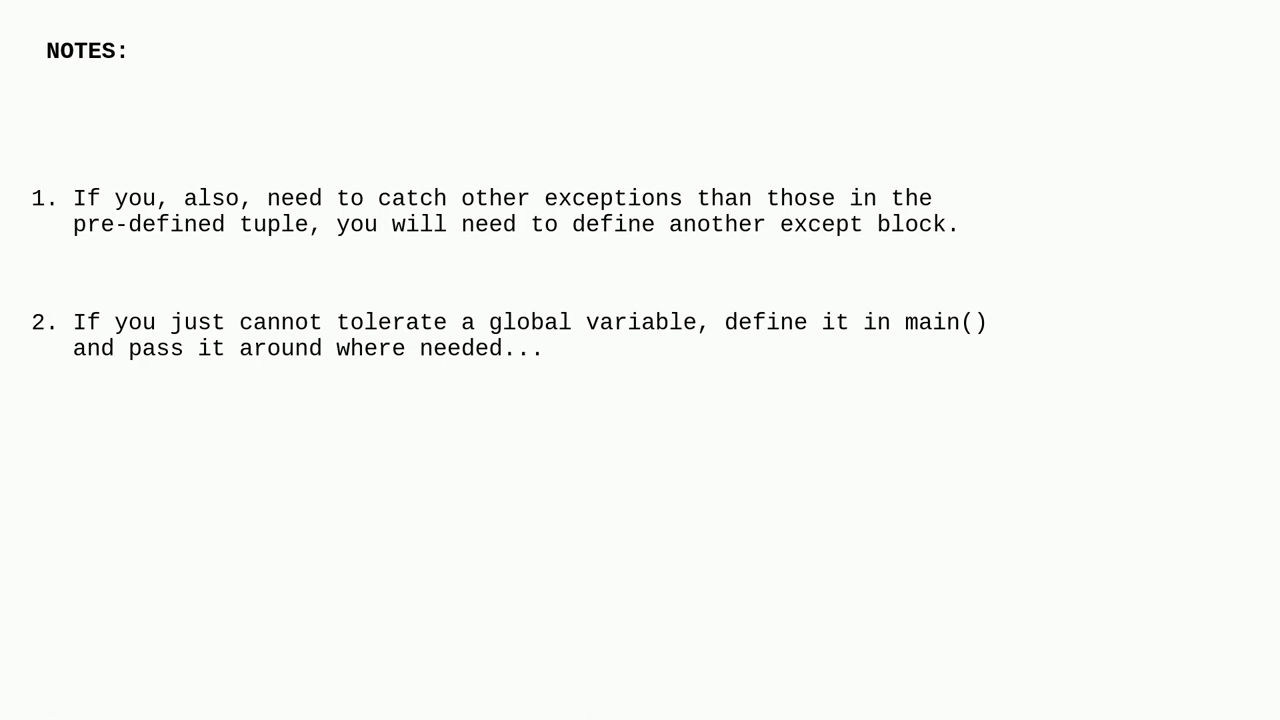 NOTES:
1. If you, also, need to catch other exceptions than those in the
pre-defined tuple, you will need to define another except block.
2. If you just cannot tolerate a global variable, define it in main()
and pass it around where needed...